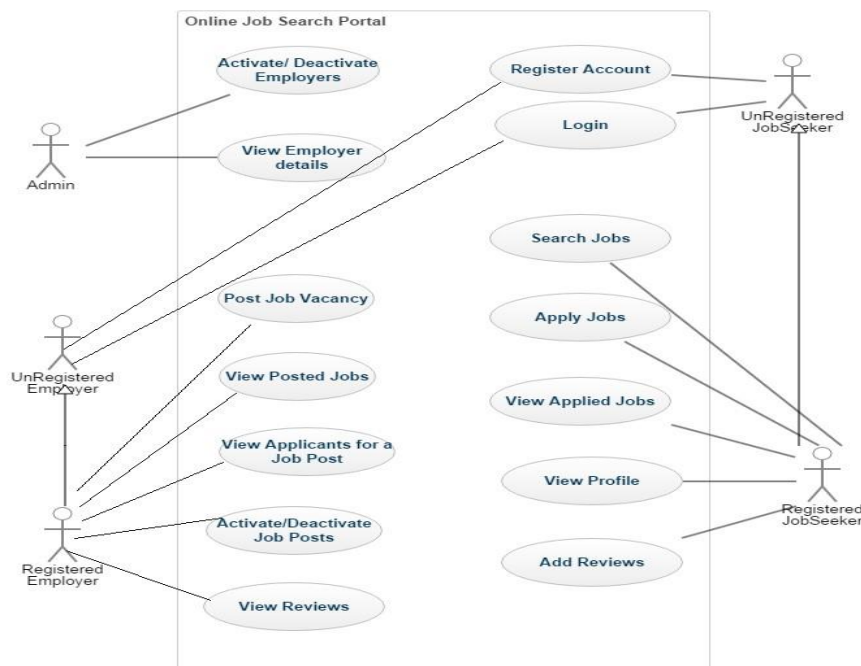 Online Job Search Portal
Activate/ Deactivate
Employers
Register Account
Login
UnRegistered
JobSeeker
Admin
View Employer
details
Search Jobs
Post Job Vacancy
Apply Jobs
UnRegistered
Employer
View Posted Jobs
View Applied Jobs
View Applicants for a
Job Post
View Profile
Registered
JobSeeker
Activate/Deactivate
Job Posts
Registered
Employer
Add Reviews
View Reviews